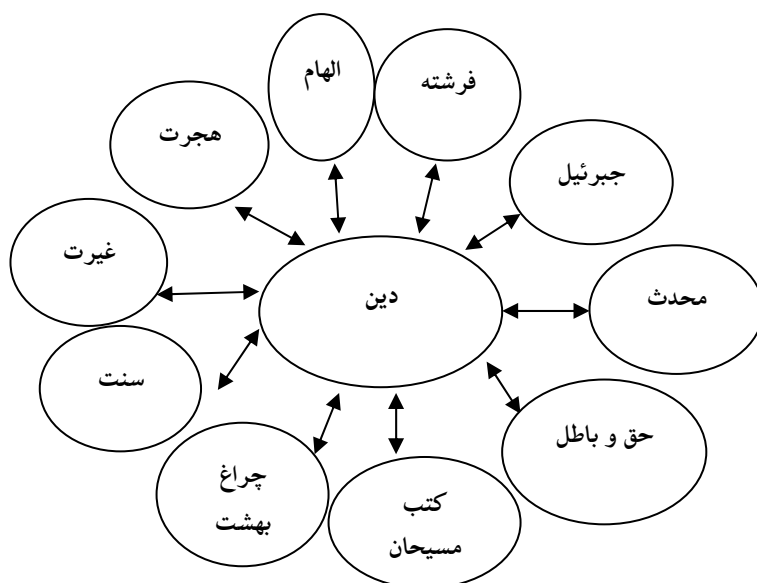 الهام
فرشته
هجرت
جبرئیل
غیرت
دین
محدث
سنت
حق و باطل
چراغ
بهشت
کتب
مسیحان